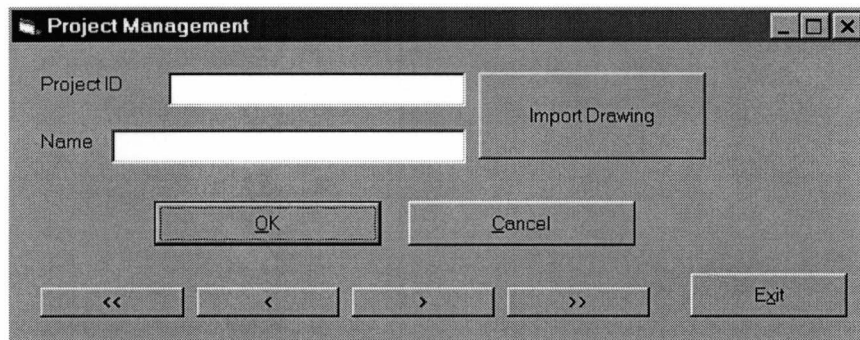 Project Management
Project ID
Import Drawing
Name
OK
Cancel
<< < > >>
Exit